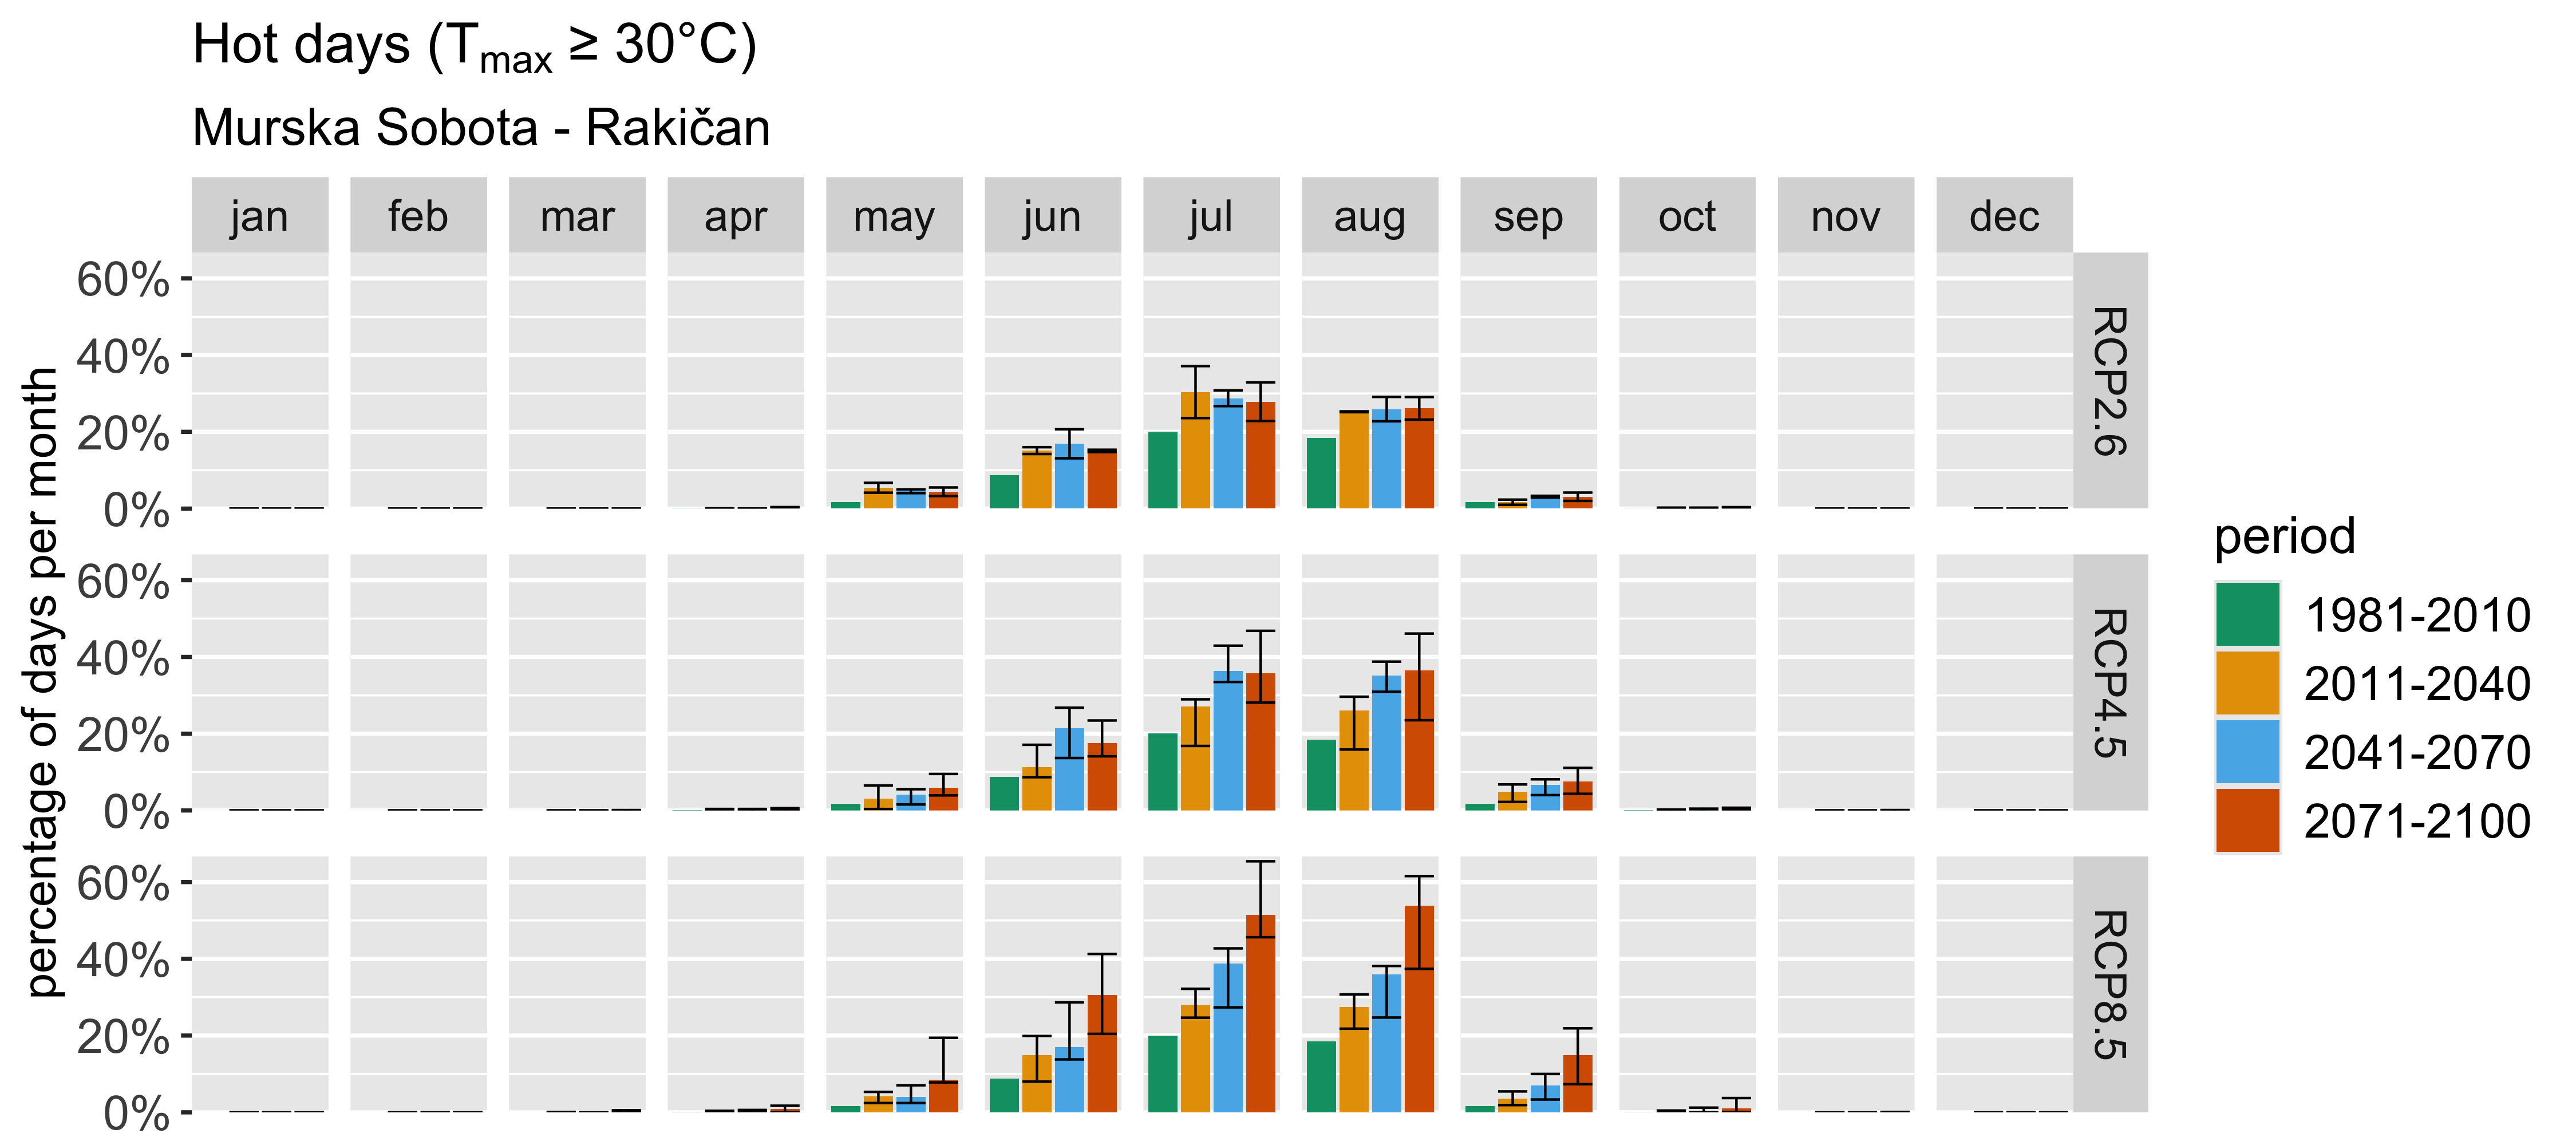 Hot days (Tmax ≥ 30°C)
Murska Sobota - Rakičan
jan feb mar apr may jun jul aug sep oct nov dec
percentage of days per month
60%
40%
20%
0%
RCP2.6
60%
40%
20%
0%
RCP4.5
60%
40%
20%
0%
RCP8.5
period
1981-2010
2011-2040
2041-2070
2071-2100